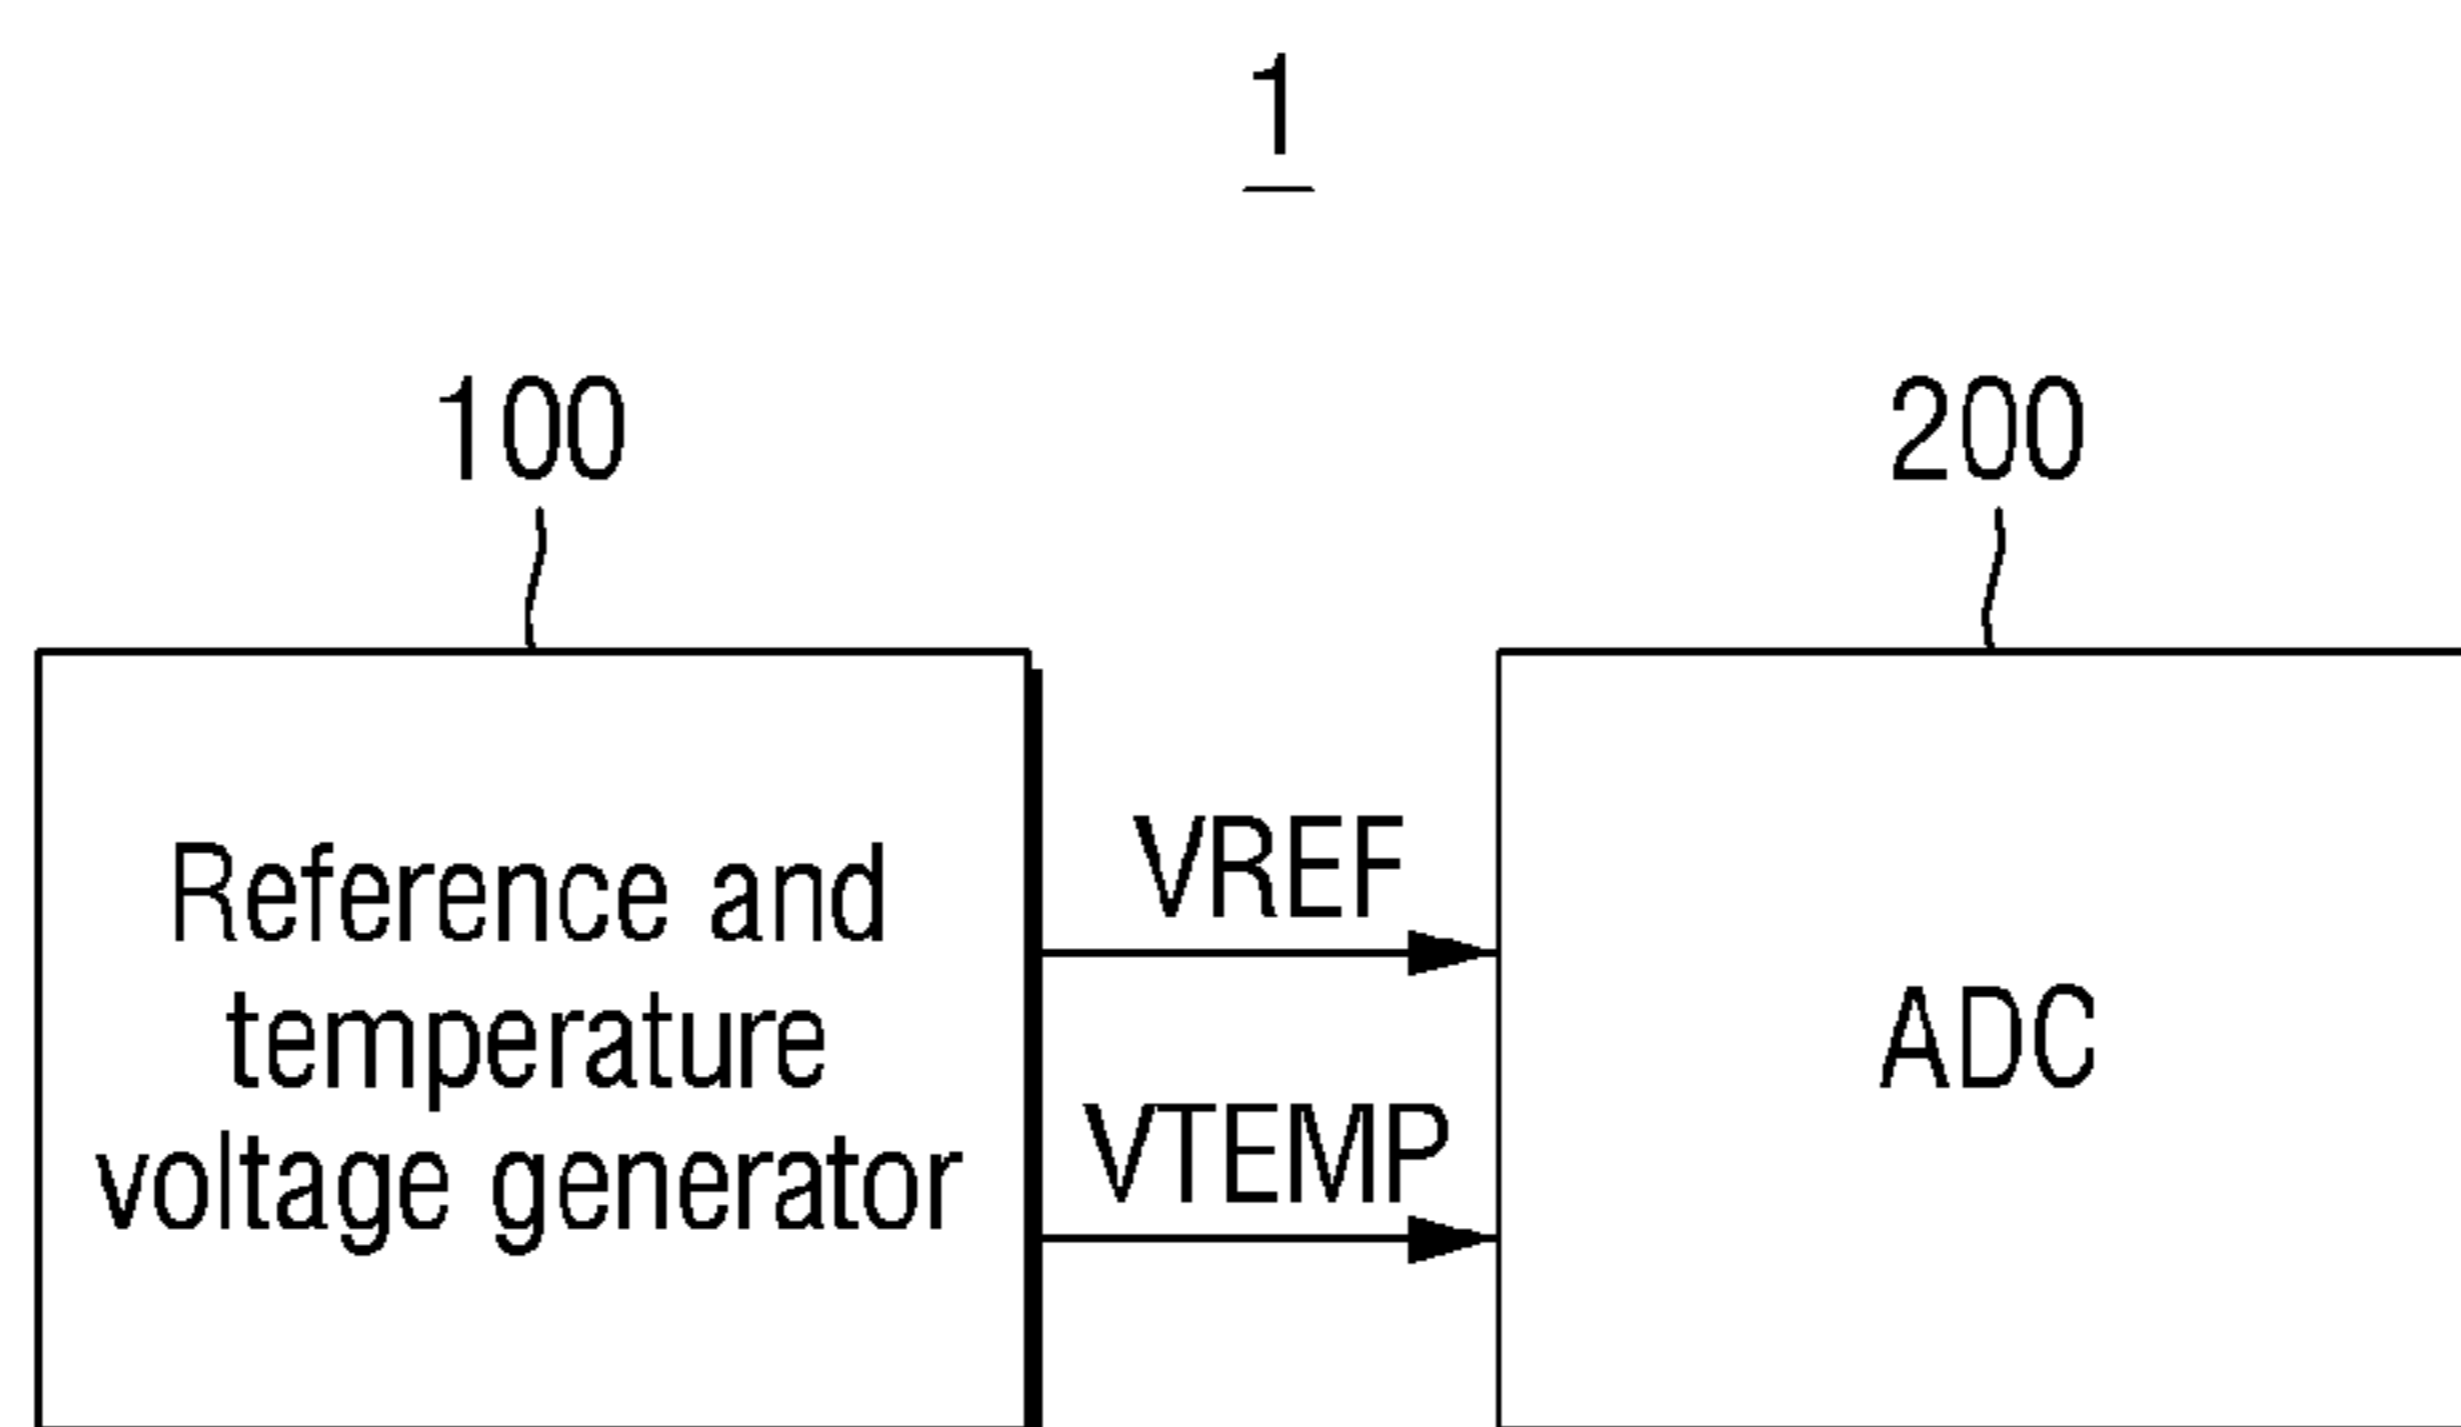 1
100
200
Reference and
temperature
voltage generator
VREF
VTEMP
ADC